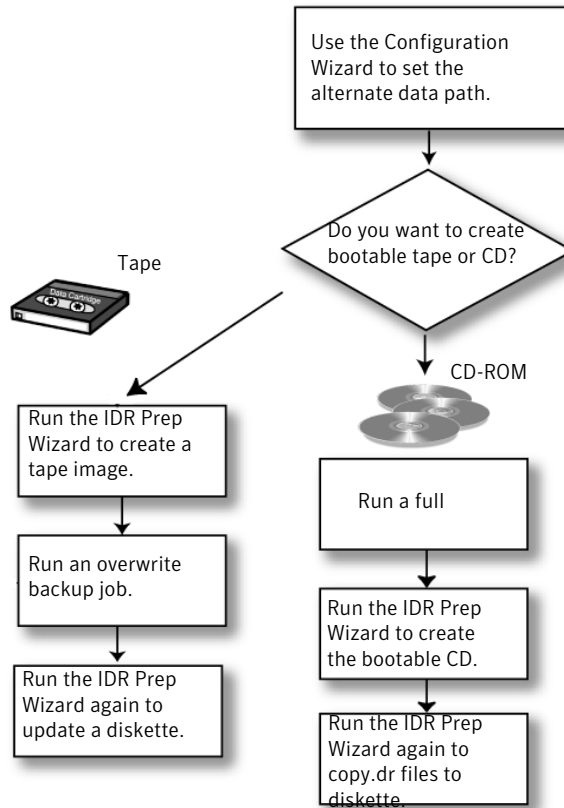 Use the Configuration
Wizard to set the
alternate data path.
Do you want to create
bootable tape or CD?
Tape
Data Cartridge
CD-ROM
Run the IDR Prep
Wizard to create a
tape image.
Run an overwrite
backup job.
Run the IDR Prep
Wizard again to
update a diskette.
Run a full
Run the IDR Prep
Wizard to create
the bootable CD.
Run the IDR Prep
Wizard again to
copy.dr files to
diskette.